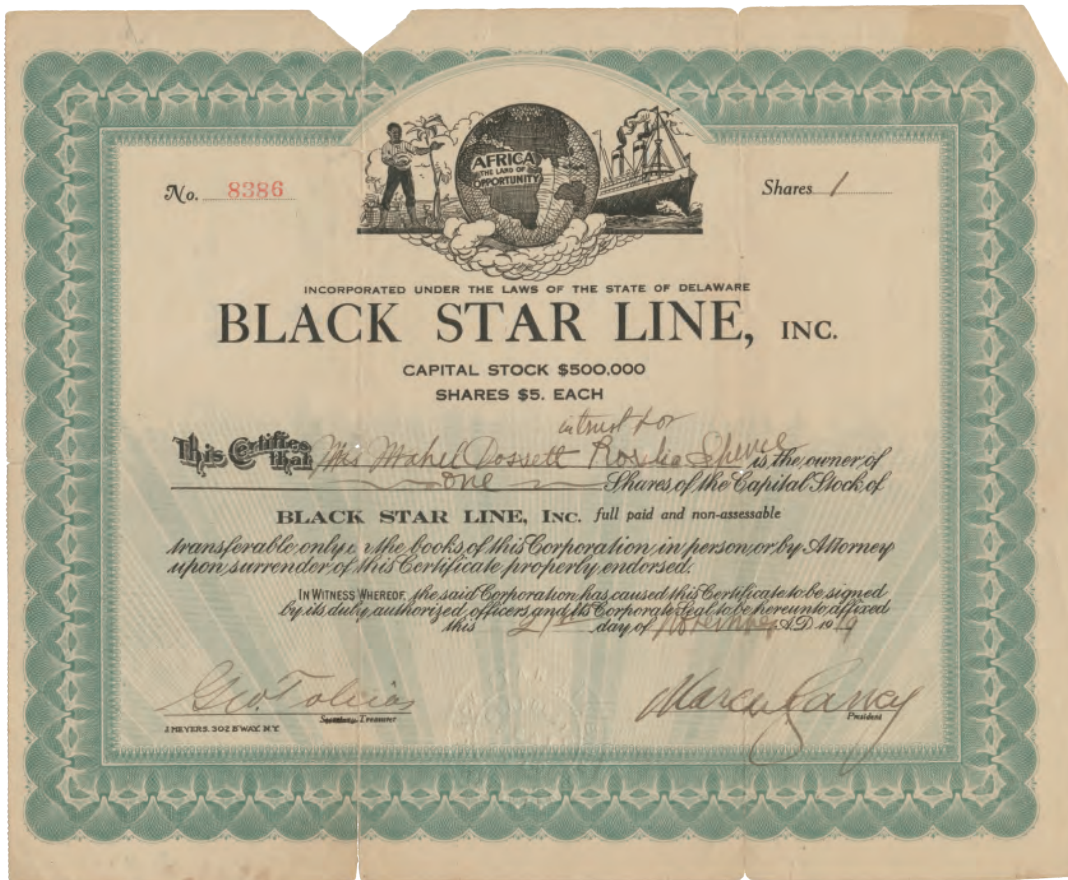 No. 8386
Shares 1
AFRICA
THE LAND OF
OPPORTUNITY
INCORPORATED UNDER THE LAWS OF THE STATE OF DELAWARE
BLACK STAR LINE, INC.
CAPITAL STOCK $500.000
SHARES $5. EACH
in trust for
This Certifies that Mrs Mabel Dossett Rosalia is the owner of
one Shares of the Capital Stock of
BLACK STAR LINE, INC. full paid and non-assessable
transferable only on the books of this Corporation in person or by Attorney
upon surrender of this Certificate properly endorsed.
IN WITNESS WHEREOF, the said Corporation has caused this Certificate to be signed
by its duly authorized officers and its Corporate Seal to be hereunto affixed
this day of November A.D. 1919
Geo Tobias
Marcus Garvey
Secretary Treasurer
President
J MEYERS. 302 B'WAY. N.Y.